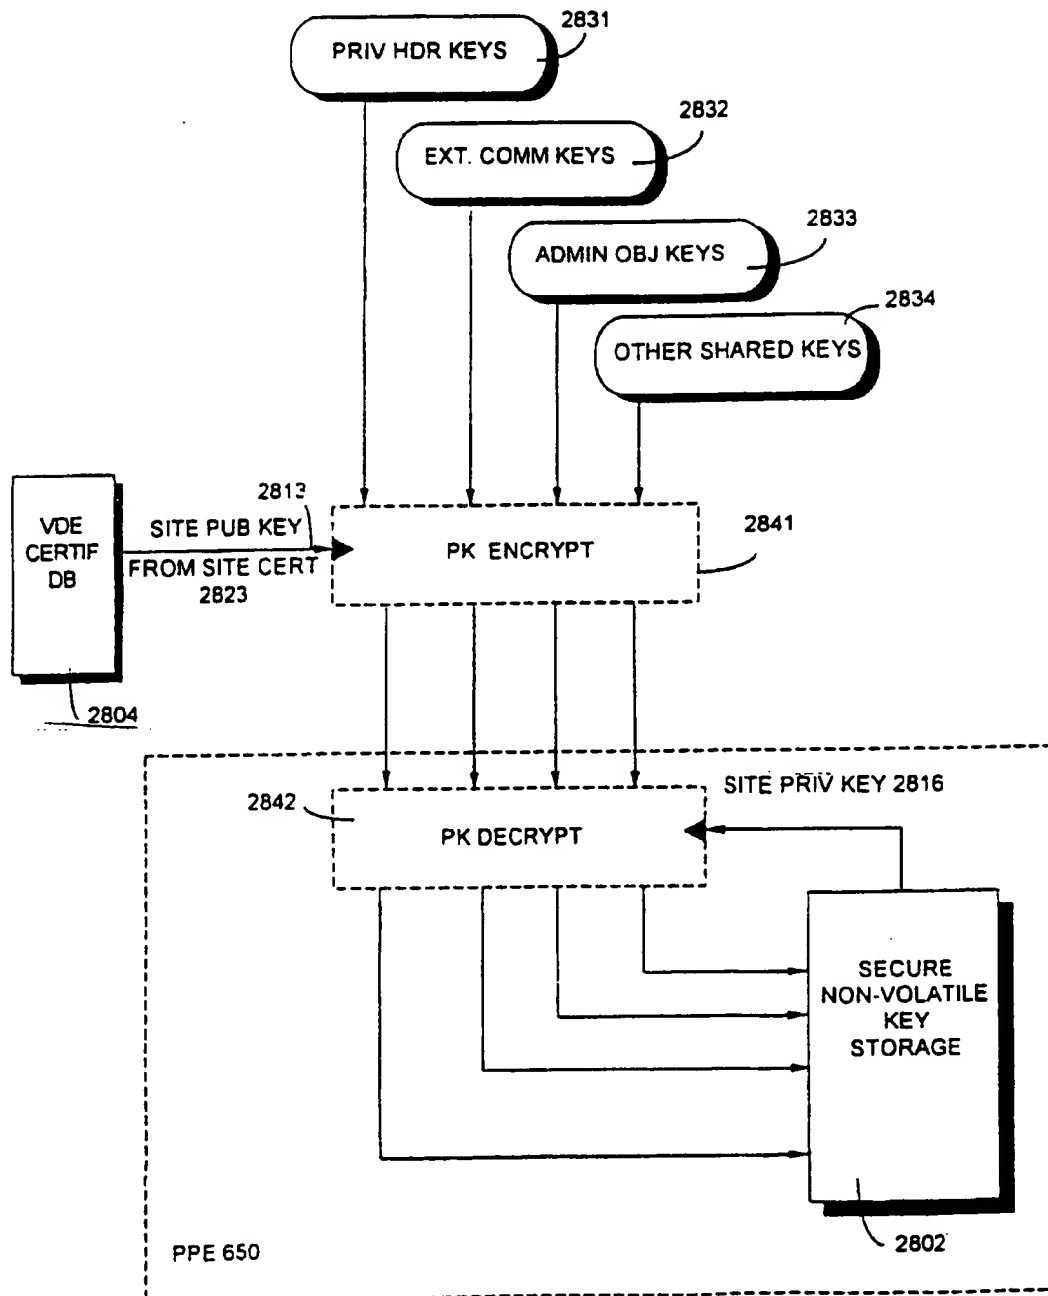 2831
PRIV HDR KEYS
2832
EXT. COMM KEYS
2833
ADMIN OBJ KEYS
2834
OTHER SHARED KEYS
VDE
CERTIF
DB
2813
SITE PUB KEY
FROM SITE CERT
2823
PK ENCRYPT
2841
2804
2842
PK DECRYPT
SITE PRIV KEY 2816
SECURE
NON-VOLATILE
KEY
STORAGE
2802
PPE 650